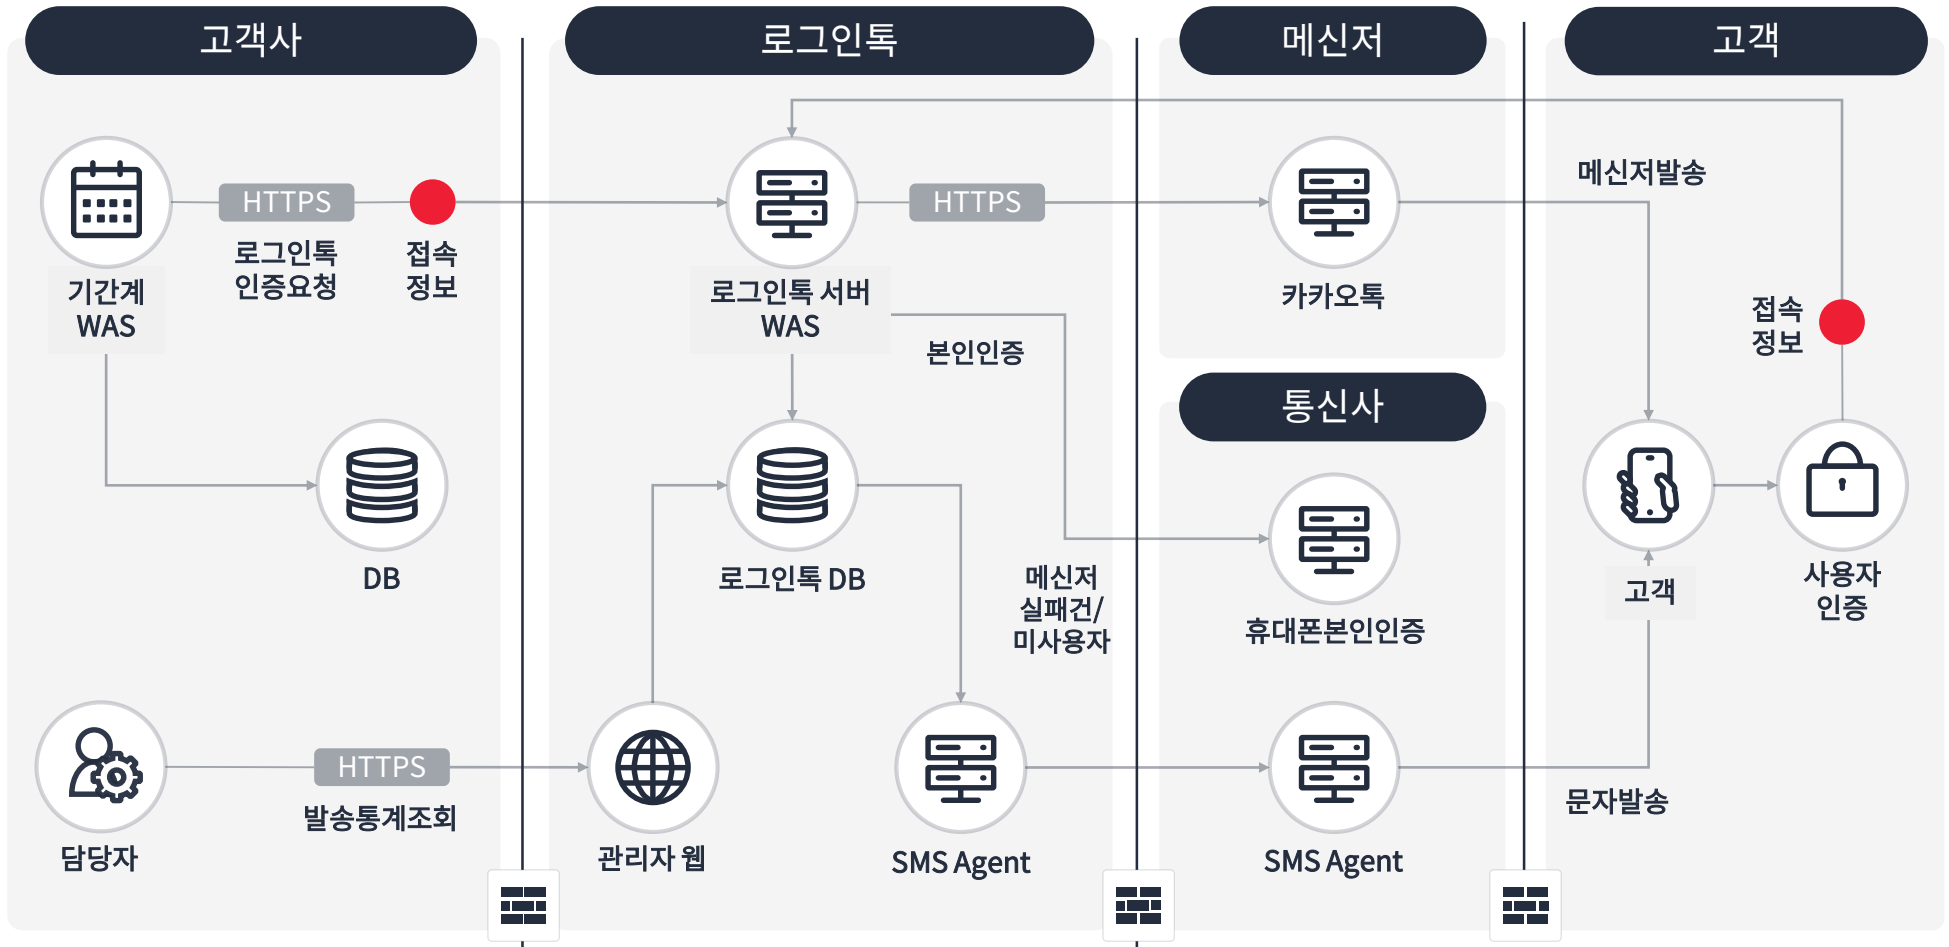 고객사
로그인톡
메신저
고객
HTTPS
로그인톡
인증요청
접속
정보
기간계
WAS
DB
담당자
HTTPS
발송통계조회
로그인톡 서버
WAS
HTTPS
본인인증
로그인톡 DB
메신저
실패건/
미사용자
관리자 웹
SMS Agent
카카오톡
통신사
휴대폰본인인증
SMS Agent
메신저발송
접속
정보
고객
사용자
인증
문자발송